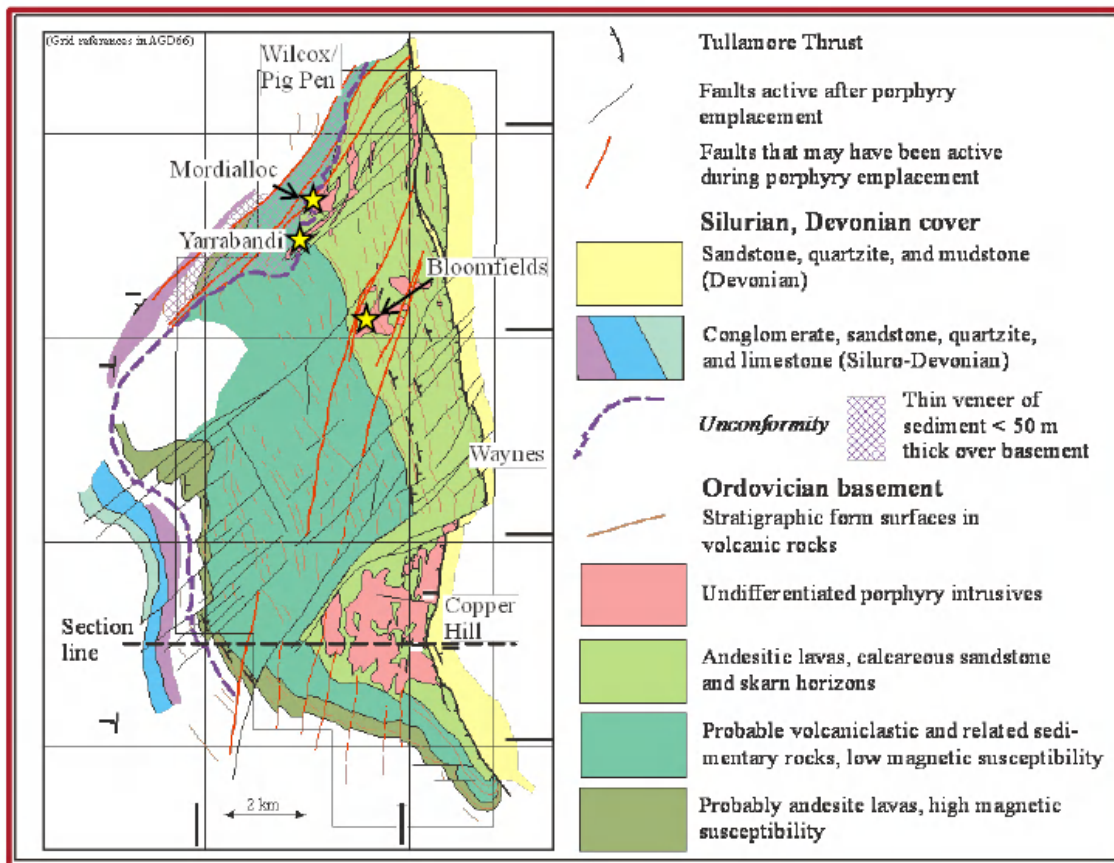 (Grid references in AGD66)
Wilcox/
Pig Pen
Mordialloc
Yarrabandi
Bloomfields
Waynes
Copper
Hill
Section
line
2 km
Tullamore Thrust
Faults active after porphyry
emplacement
Faults that may have been active
during porphyry emplacement
Silurian, Devonian cover
Sandstone, quartzite, and mudstone
(Devonian)
Conglomerate, sandstone, quartzite,
and limestone (Siluro-Devonian)
Unconformity
Thin veneer of
sediment < 50 m
thick over basement
Ordovician basement
Stratigraphic form surfaces in
volcanic rocks
Undifferentiated porphyry intrusives
Andesitic lavas, calcareous sandstone
and skarn horizons
Probable volcaniclastic and related sedi-
mentary rocks, low magnetic susceptibility
Probably andesite lavas, high magnetic
susceptibility